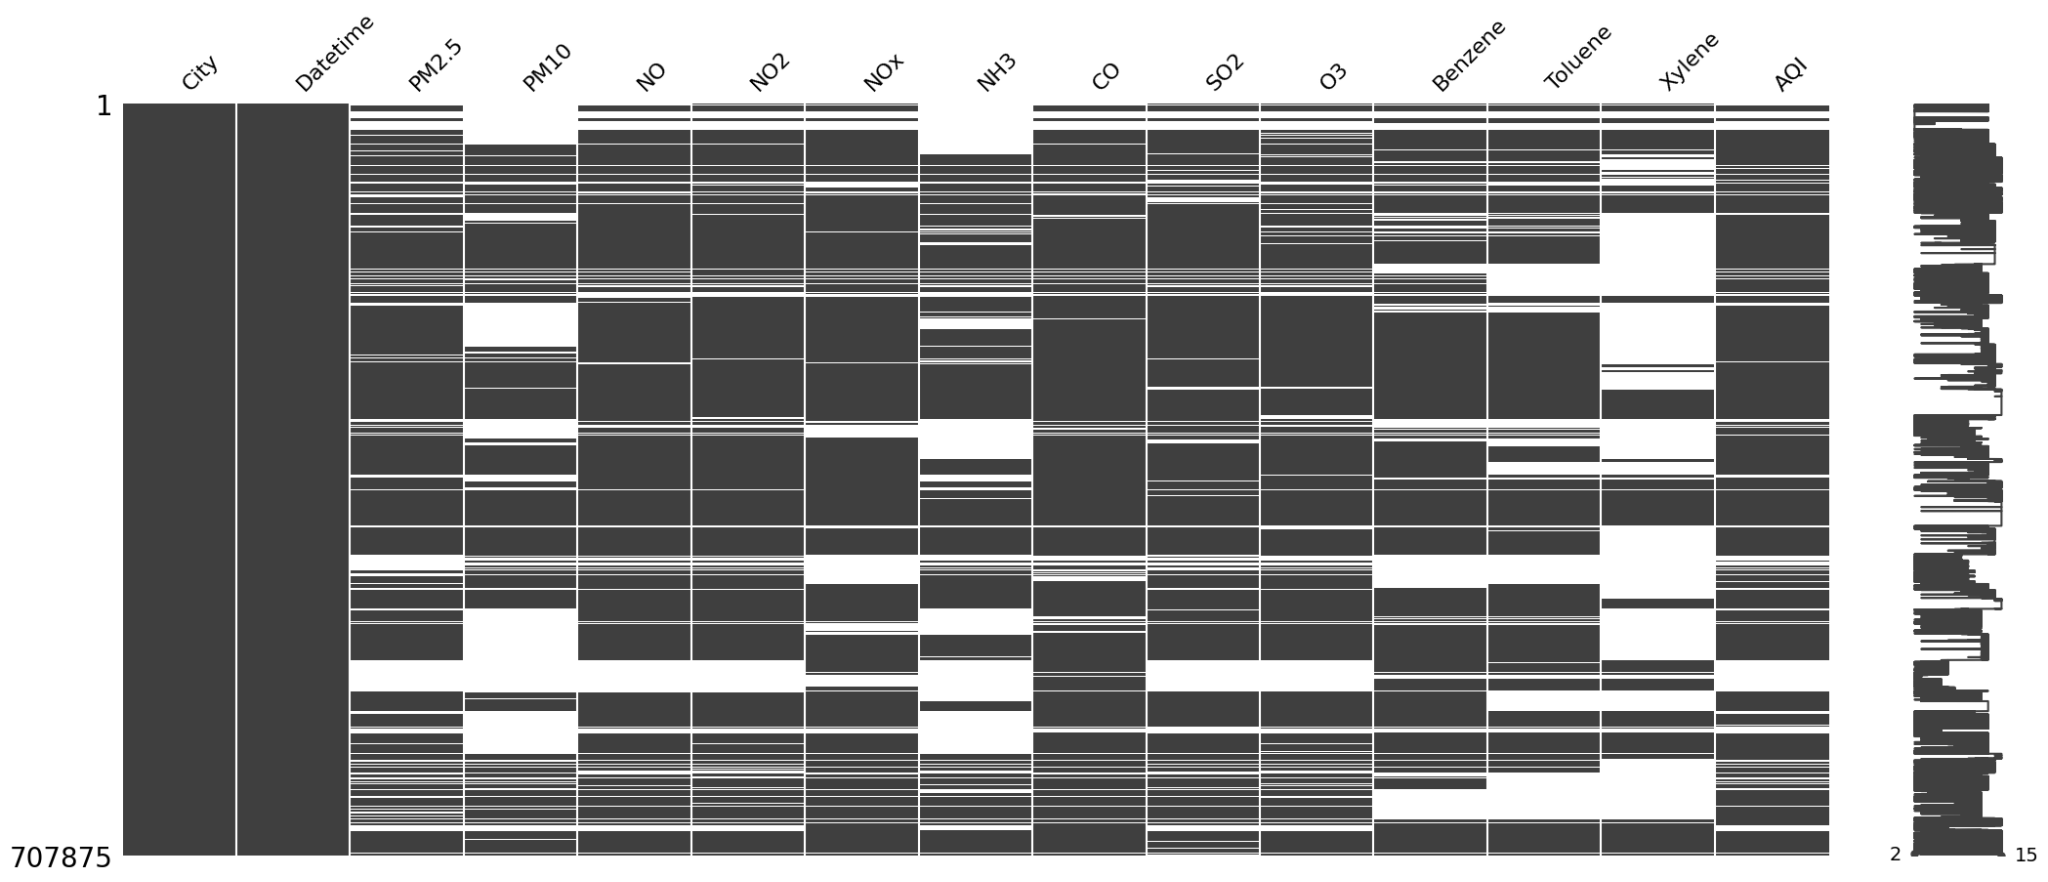 City
Datetime
PM2.5
PM10
NO
NO2
NOx
NH3
CO
SO2
O3
Benzene
Toluene
Xylene
AQI
1
707875
2
15